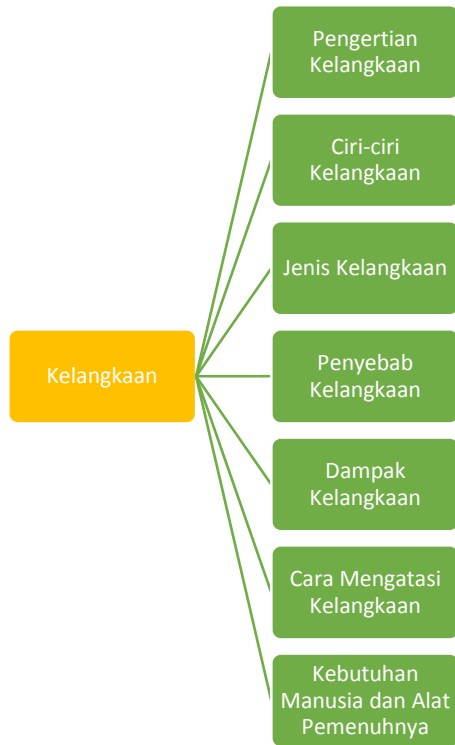 Pengertian
Kelangkaan
Ciri-ciri
Kelangkaan
Jenis Kelangkaan
Kelangkaan
Penyebab
Kelangkaan
Dampak
Kelangkaan
Cara Mengatasi
Kelangkaan
Kebutuhan
Manusia dan Alat
Pemenuhnya